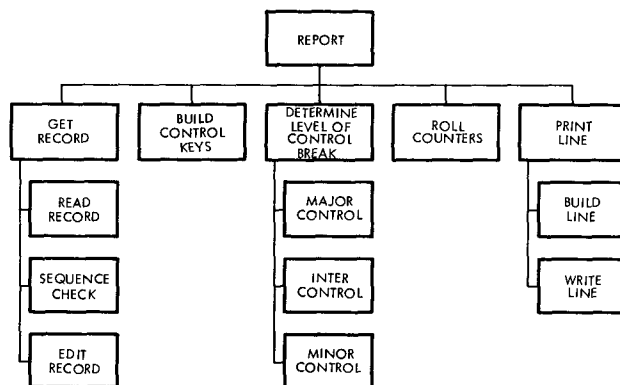 REPORT
GET
RECORD
BUILD
CONTROL
KEYS
DETERMINE
LEVEL OF
CONTROL
BREAK
ROLL
COUNTERS
PRINT
LINE
READ
RECORD
SEQUENCE
CHECK
EDIT
RECORD
MAJOR
CONTROL
INTER
CONTROL
MINOR
CONTROL
BUILD
LINE
WRITE
LINE